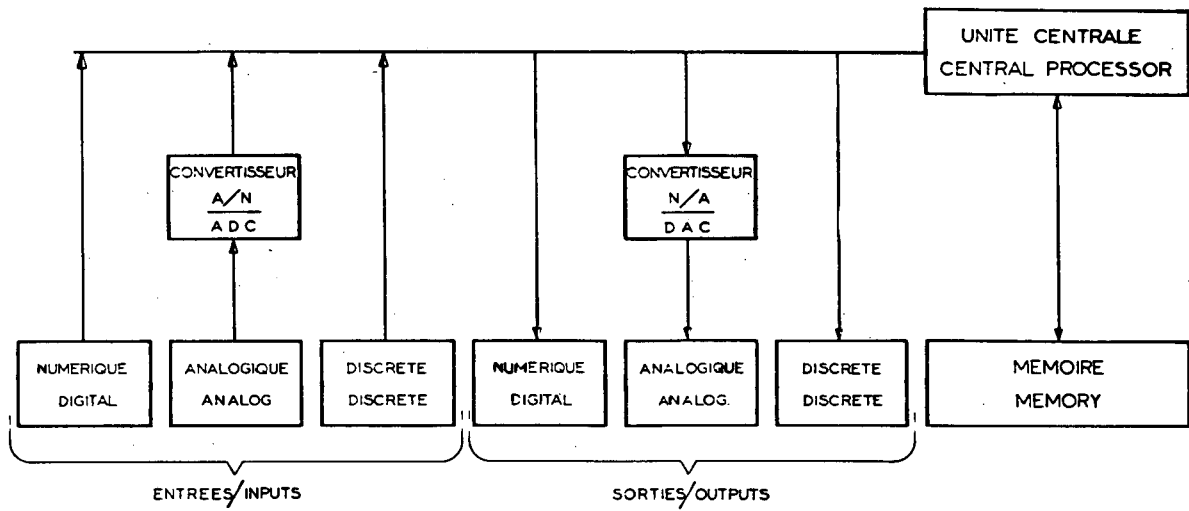 UNITE CENTRALE
CENTRAL PROCESSOR
CONVERTISSEUR
A/N
ADC
CONVERTISSEUR
N/A
DAC
NUMERIQUE
DIGITAL
ANALOGIQUE
ANALOG
DISCRETE
DISCRETE
NUMERIQUE
DIGITAL
ANALOGIQUE
ANALOG.
DISCRETE
DISCRETE
MEMOIRE
MEMORY
ENTREES/INPUTS
SORTIES/OUTPUTS